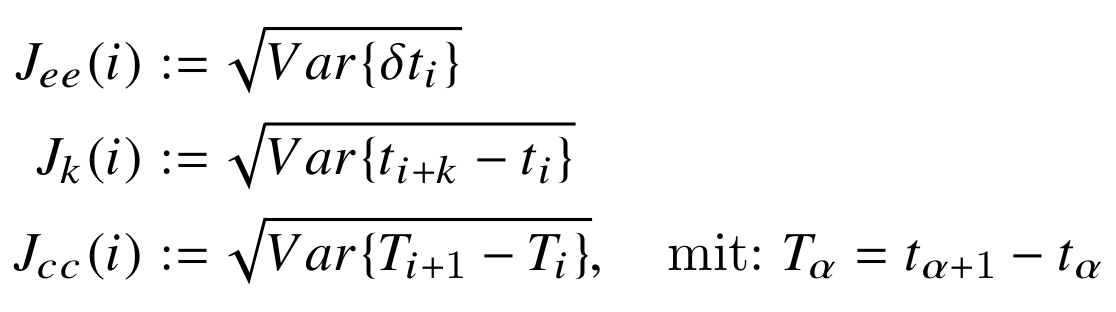 J_{ee}(i) := \sqrt{Var\{\delta t_i\}}
J_k(i) := \sqrt{Var\{t_{i+k} - t_i\}}
J_{cc}(i) := \sqrt{Var\{T_{i+1} - T_i\}}, mit: T_\alpha = t_{\alpha+1} - t_\alpha